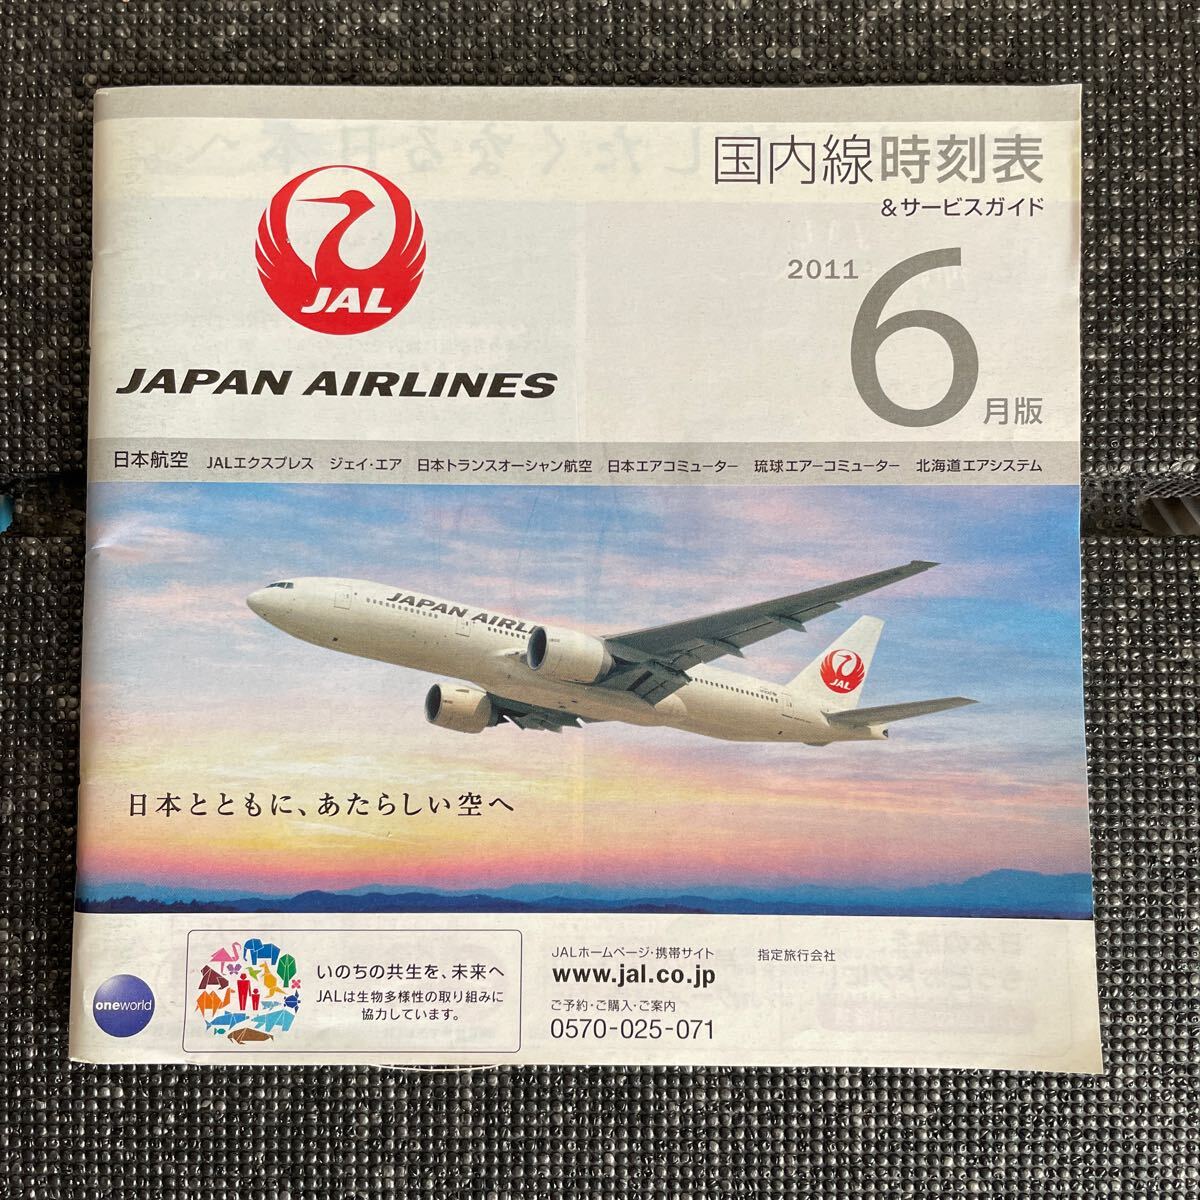 国内線時刻表
&サービスガイド
2011
6月版
JAL
JAPAN AIRLINES
日本航空 JALエクスプレス ジェイ・エア 日本トランスオーシャン航空 日本エアコミューター 琉球エアーコミューター 北海道エアシステム
JAPAN AIRLI
JAL
日本とともに、あたらしい空へ
oneworld
いのちの共生を、未来へ
JALは生物多様性の取り組みに
協力しています。
JALホームページ・携帯サイト
www.jal.co.jp
ご予約・ご購入・ご案内
0570-025-071
指定旅行会社